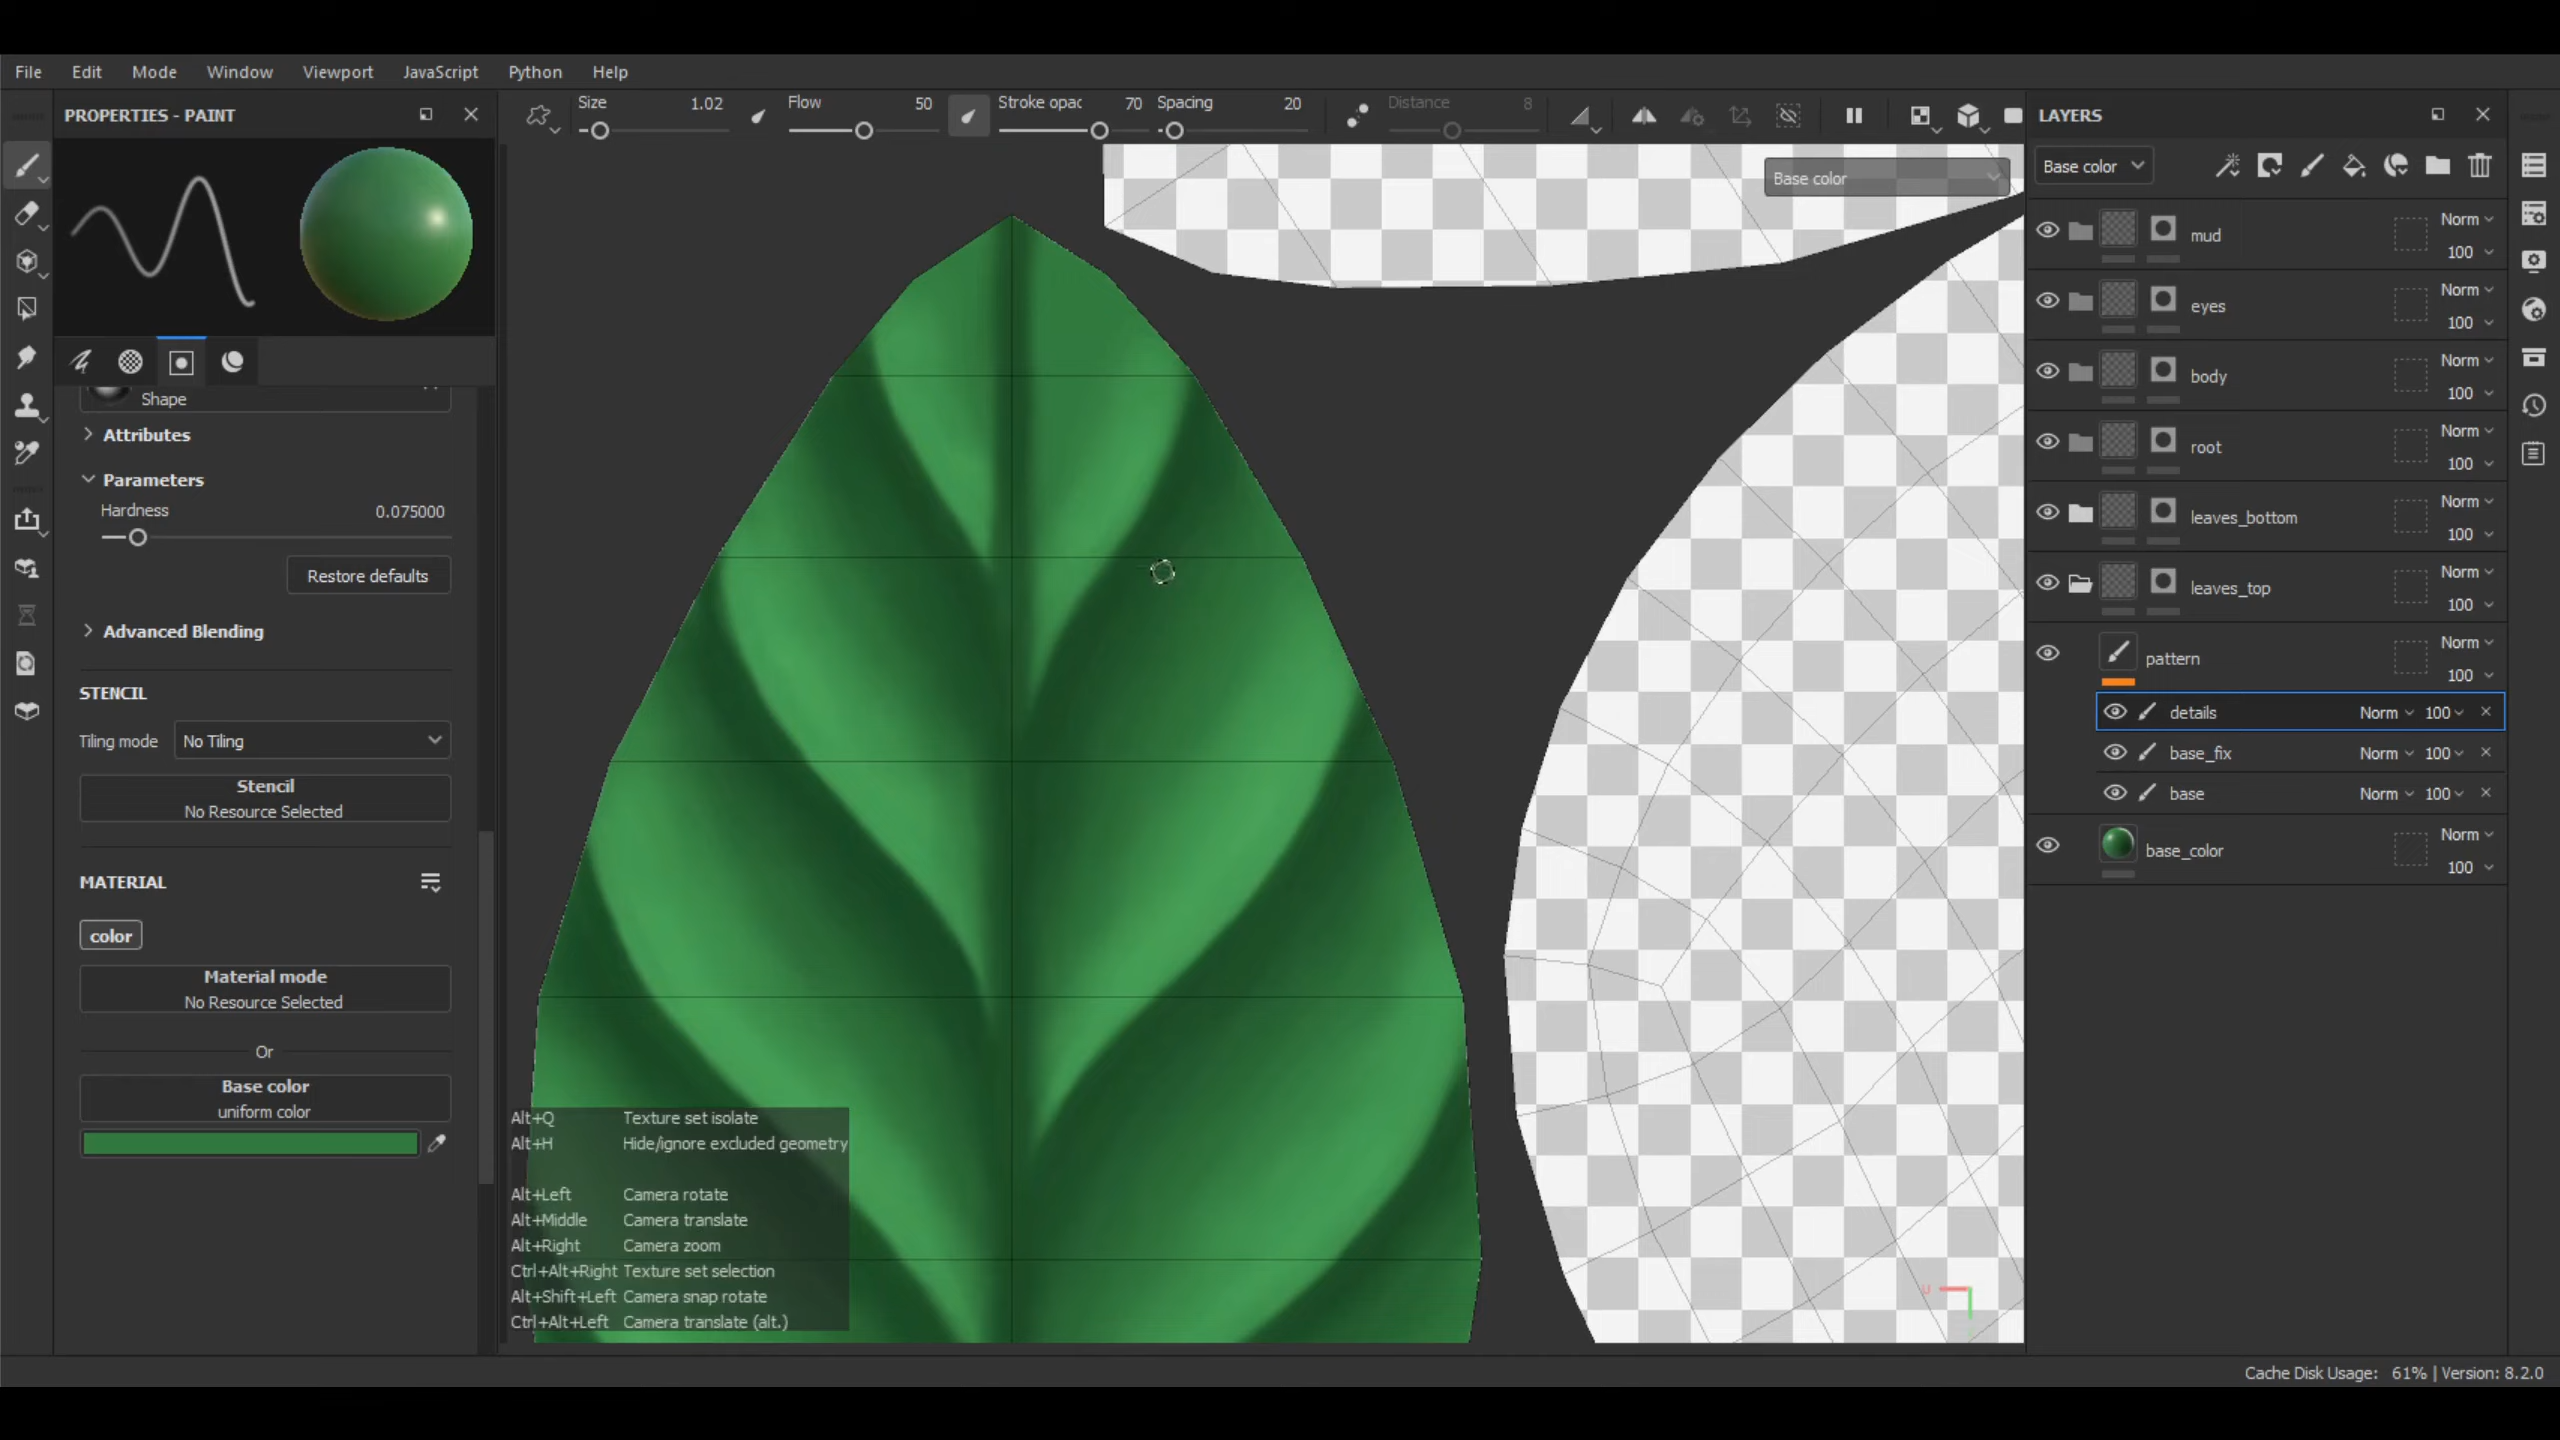 File Edit Mode Window Viewport JavaScript Python Help
PROPERTIES - PAINT
Size 1.02 Flow 50 Stroke opac 70 Spacing 20 Distance 8
LAYERS
Base color
Base color
mud Norm 100
eyes Norm 100
body Norm 100
root Norm 100
leaves_bottom Norm 100
leaves_top Norm 100
pattern Norm 100
details Norm 100
base_fix Norm 100
base Norm 100
base_color Norm 100
Shape
Attributes
Parameters
Hardness 0.075000
Restore defaults
Advanced Blending
STENCIL
Tiling mode No Tiling
Stencil
No Resource Selected
MATERIAL
color
Material mode
No Resource Selected
Or
Base color
uniform color
Alt+Q Texture set isolate
Alt+H Hide/ignore excluded geometry
Alt+Left Camera rotate
Alt+Middle Camera translate
Alt+Right Camera zoom
Ctrl+Alt+Right Texture set selection
Alt+Shift+Left Camera snap rotate
Ctrl+Alt+Left Camera translate (alt.)
U
Cache Disk Usage: 61% | Version: 8.2.0